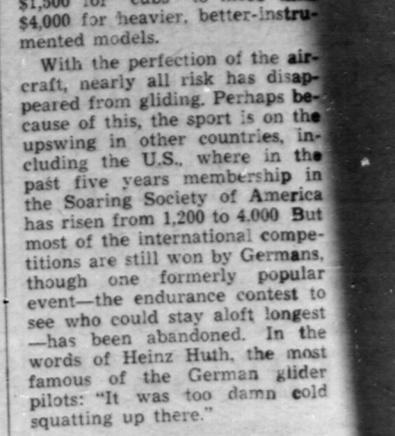 $1,500 for
$4,000 for heavier, better-instru-
mented models.
With the perfection of the air-
craft, nearly all risk has disap-
peared from gliding. Perhaps be-
cause of this, the sport is on the
upswing in other countries, in-
cluding the U.S., where in the
past five years membership in
the Soaring Society of America
has risen from 1,200 to 4,000 But
most of the international compe-
titions are still won by Germans,
though one formerly popular
event—the endurance contest to
see who could stay aloft longest
—has been abandoned. In the
words of Heinz Huth, the most
famous of the German glider
pilots: "It was too damn cold
squatting up there."